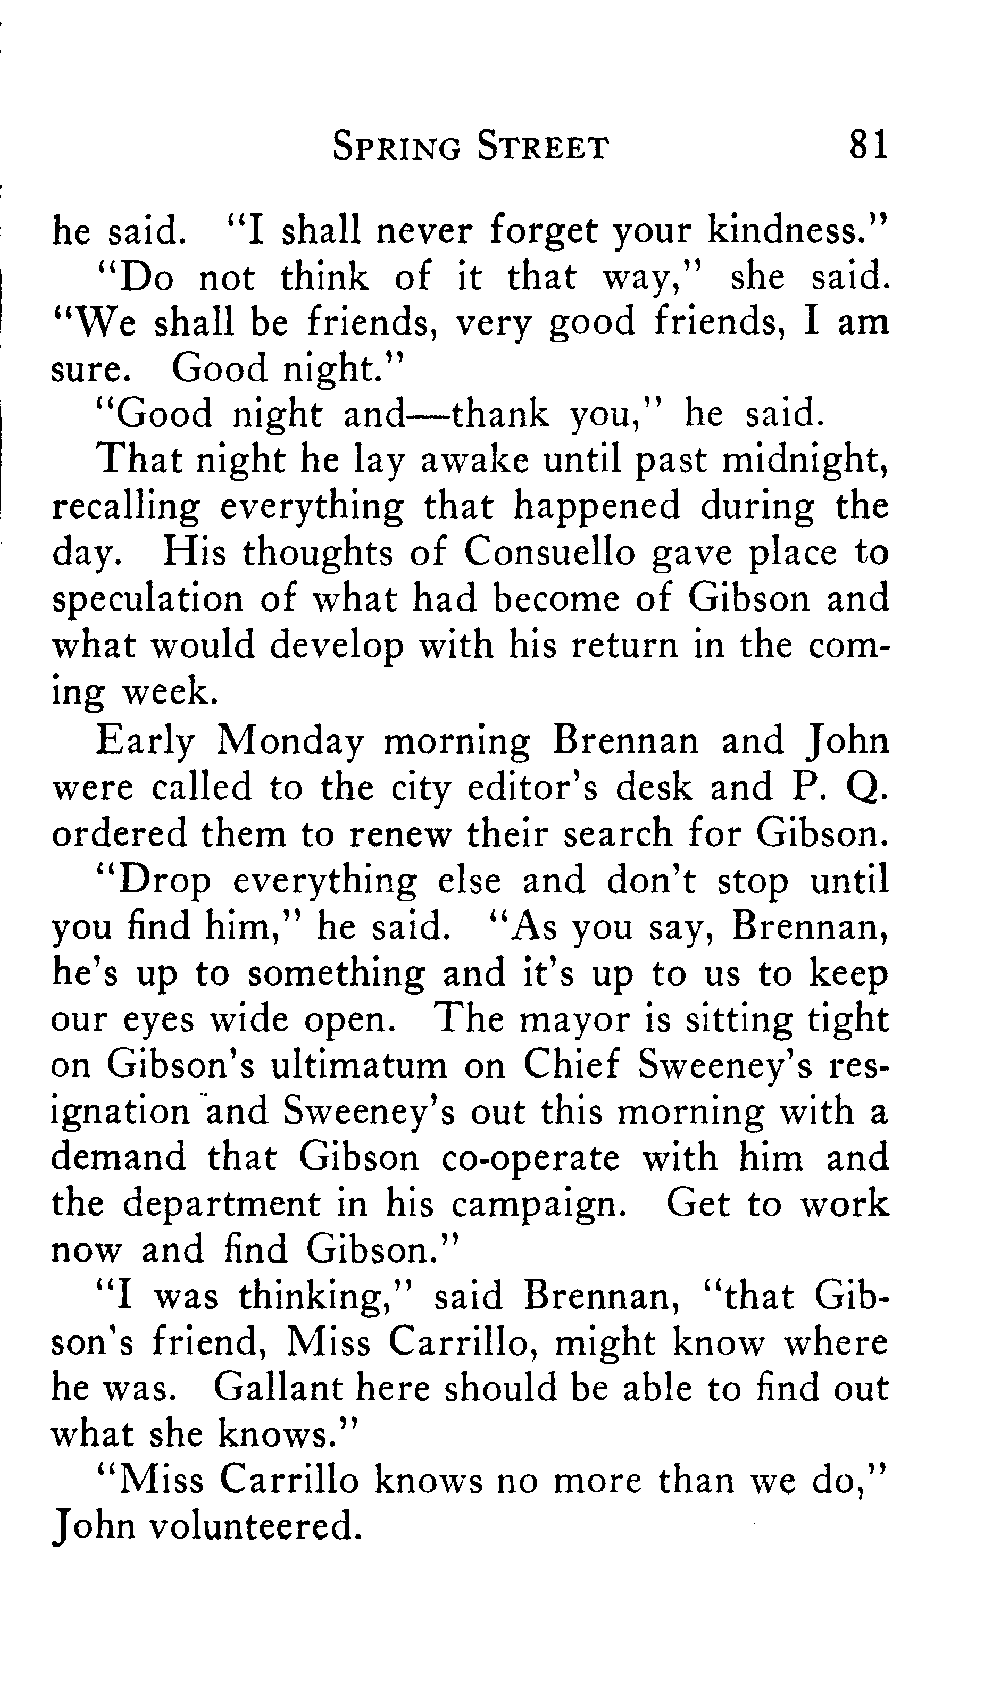 SPRING STREET 81
he said. "I shall never forget your kindness."
"Do not think of it that way," she said.
"We shall be friends, very good friends, I am
sure. Good night."
"Good night and—thank you," he said.
That night he lay awake until past midnight,
recalling everything that happened during the
day. His thoughts of Consuello gave place to
speculation of what had become of Gibson and
what would develop with his return in the com-
ing week.
Early Monday morning Brennan and John
were called to the city editor's desk and P. Q.
ordered them to renew their search for Gibson.
"Drop everything else and don't stop until
you find him," he said. "As you say, Brennan,
he's up to something and it's up to us to keep
our eyes wide open. The mayor is sitting tight
on Gibson's ultimatum on Chief Sweeney's res-
ignation and Sweeney's out this morning with a
demand that Gibson co-operate with him and
the department in his campaign. Get to work
now and find Gibson."
"I was thinking," said Brennan, "that Gib-
son's friend, Miss Carrillo, might know where
he was. Gallant here should be able to find out
what she knows."
"Miss Carrillo knows no more than we do,"
John volunteered.